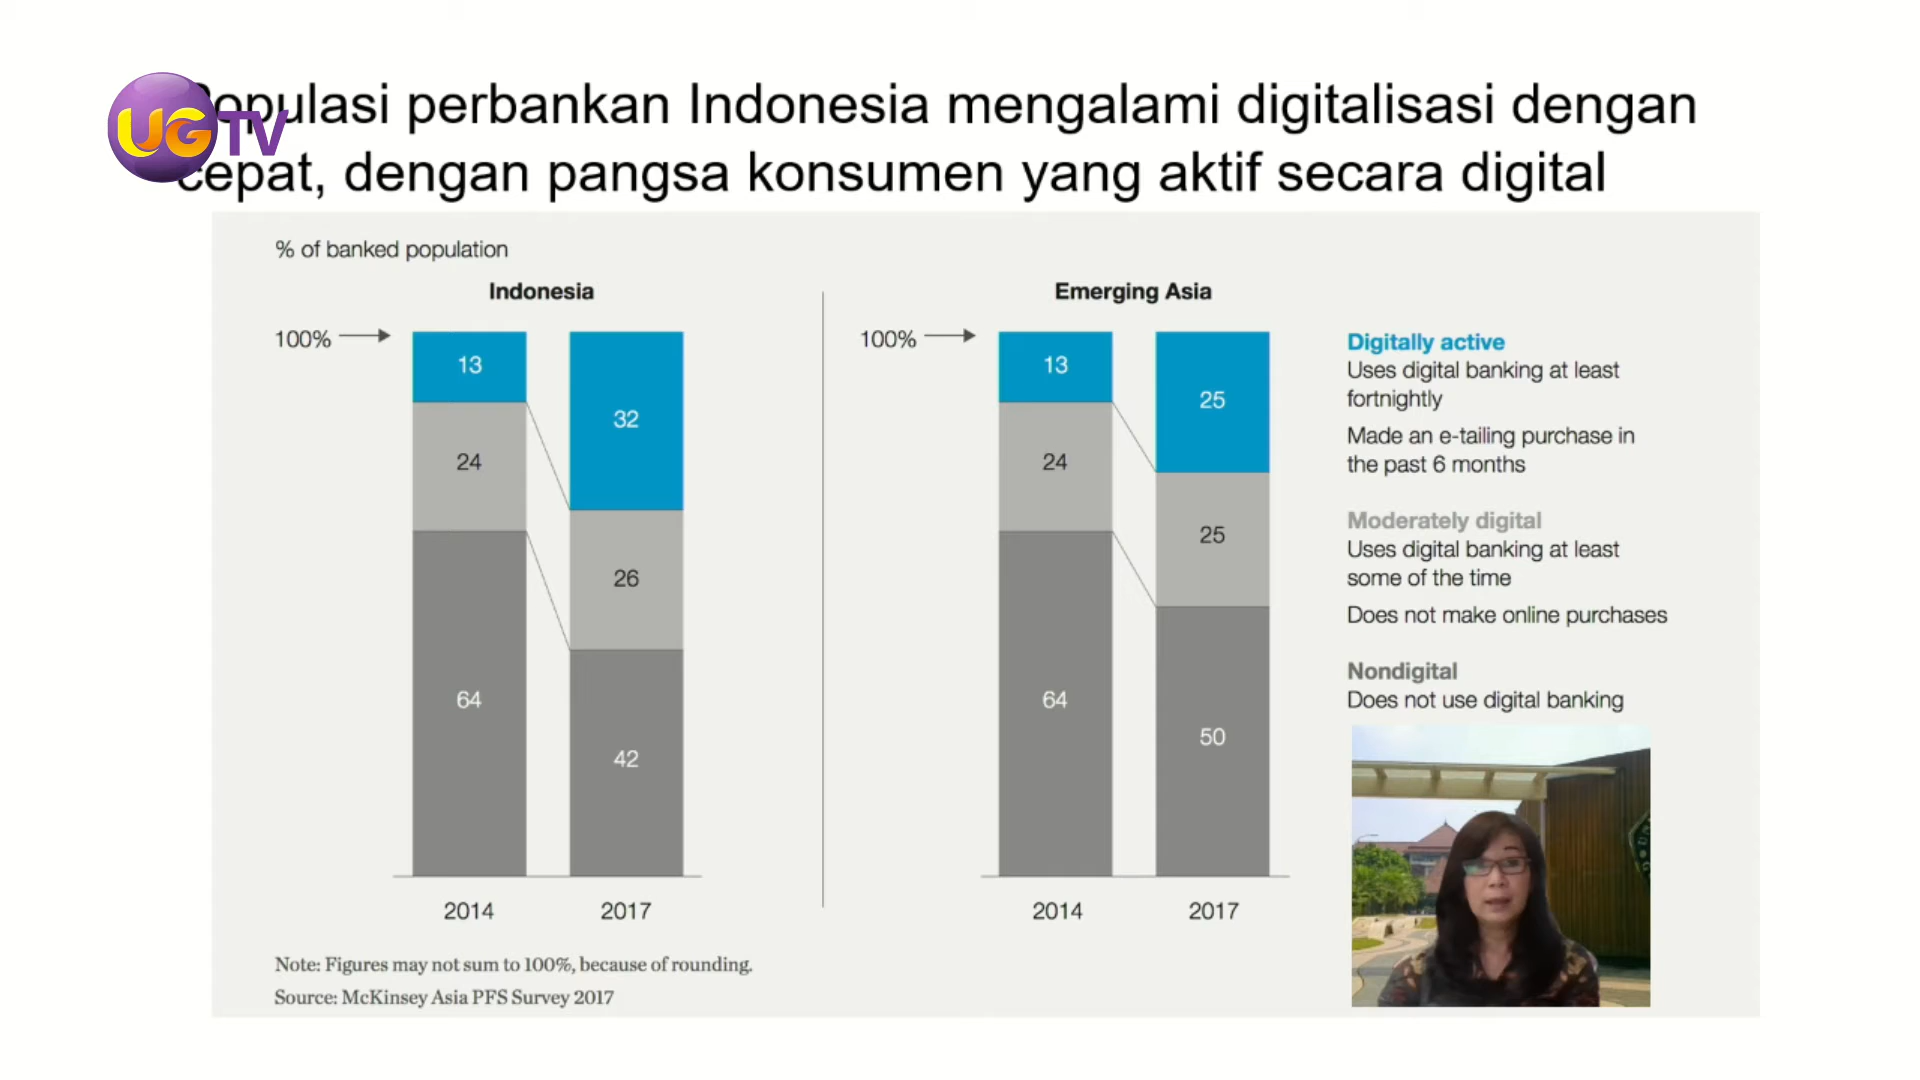 UGTV
Populasi perbankan Indonesia mengalami digitalisasi dengan
cepat, dengan pangsa konsumen yang aktif secara digital
% of banked population
Indonesia
100%
13
32
24
26
64
42
2014
2017
Emerging Asia
100%
13
25
24
25
64
50
2014
2017
Digitally active
Uses digital banking at least
fortnightly
Made an e-tailing purchase in
the past 6 months
Moderately digital
Uses digital banking at least
some of the time
Does not make online purchases
Nondigital
Does not use digital banking
Note: Figures may not sum to 100%, because of rounding.
Source: McKinsey Asia PFS Survey 2017